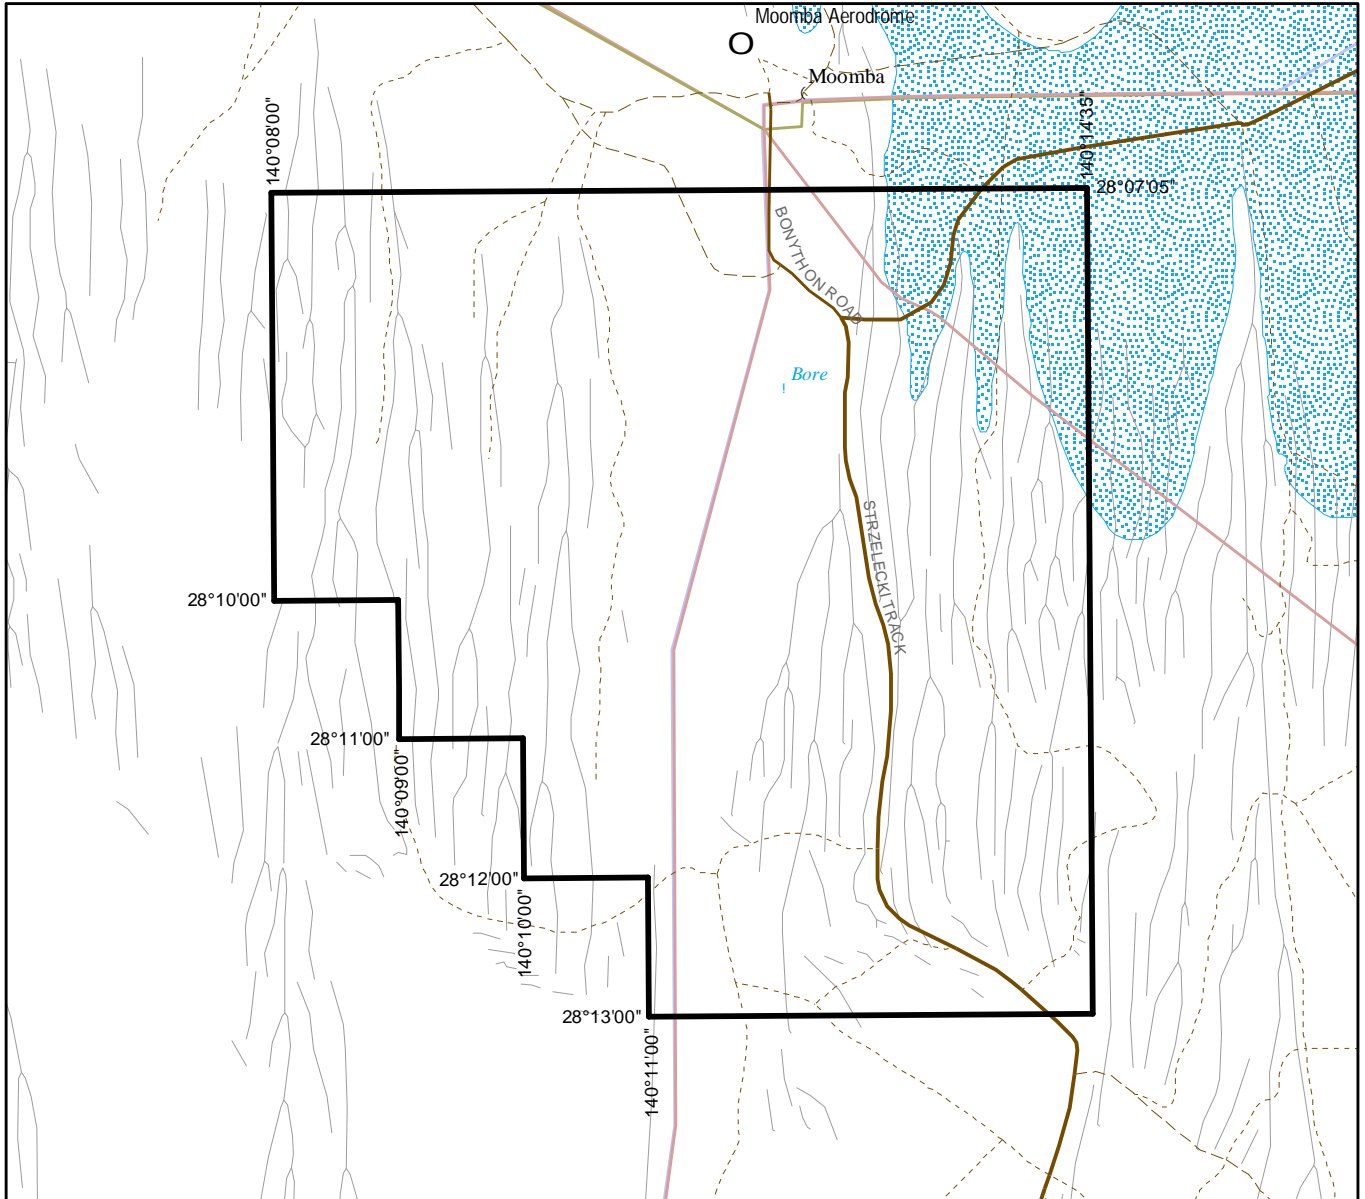 Moomba Aerodrome
Moomba
140°08'00"
140°14'35"
28°07'05"
BONYTHON ROAD
Bore
STRZELECKI TRACK
28°10'00"
28°11'00"
140°09'00"
28°12'00"
140°10'00"
28°13'00"
140°11'00"